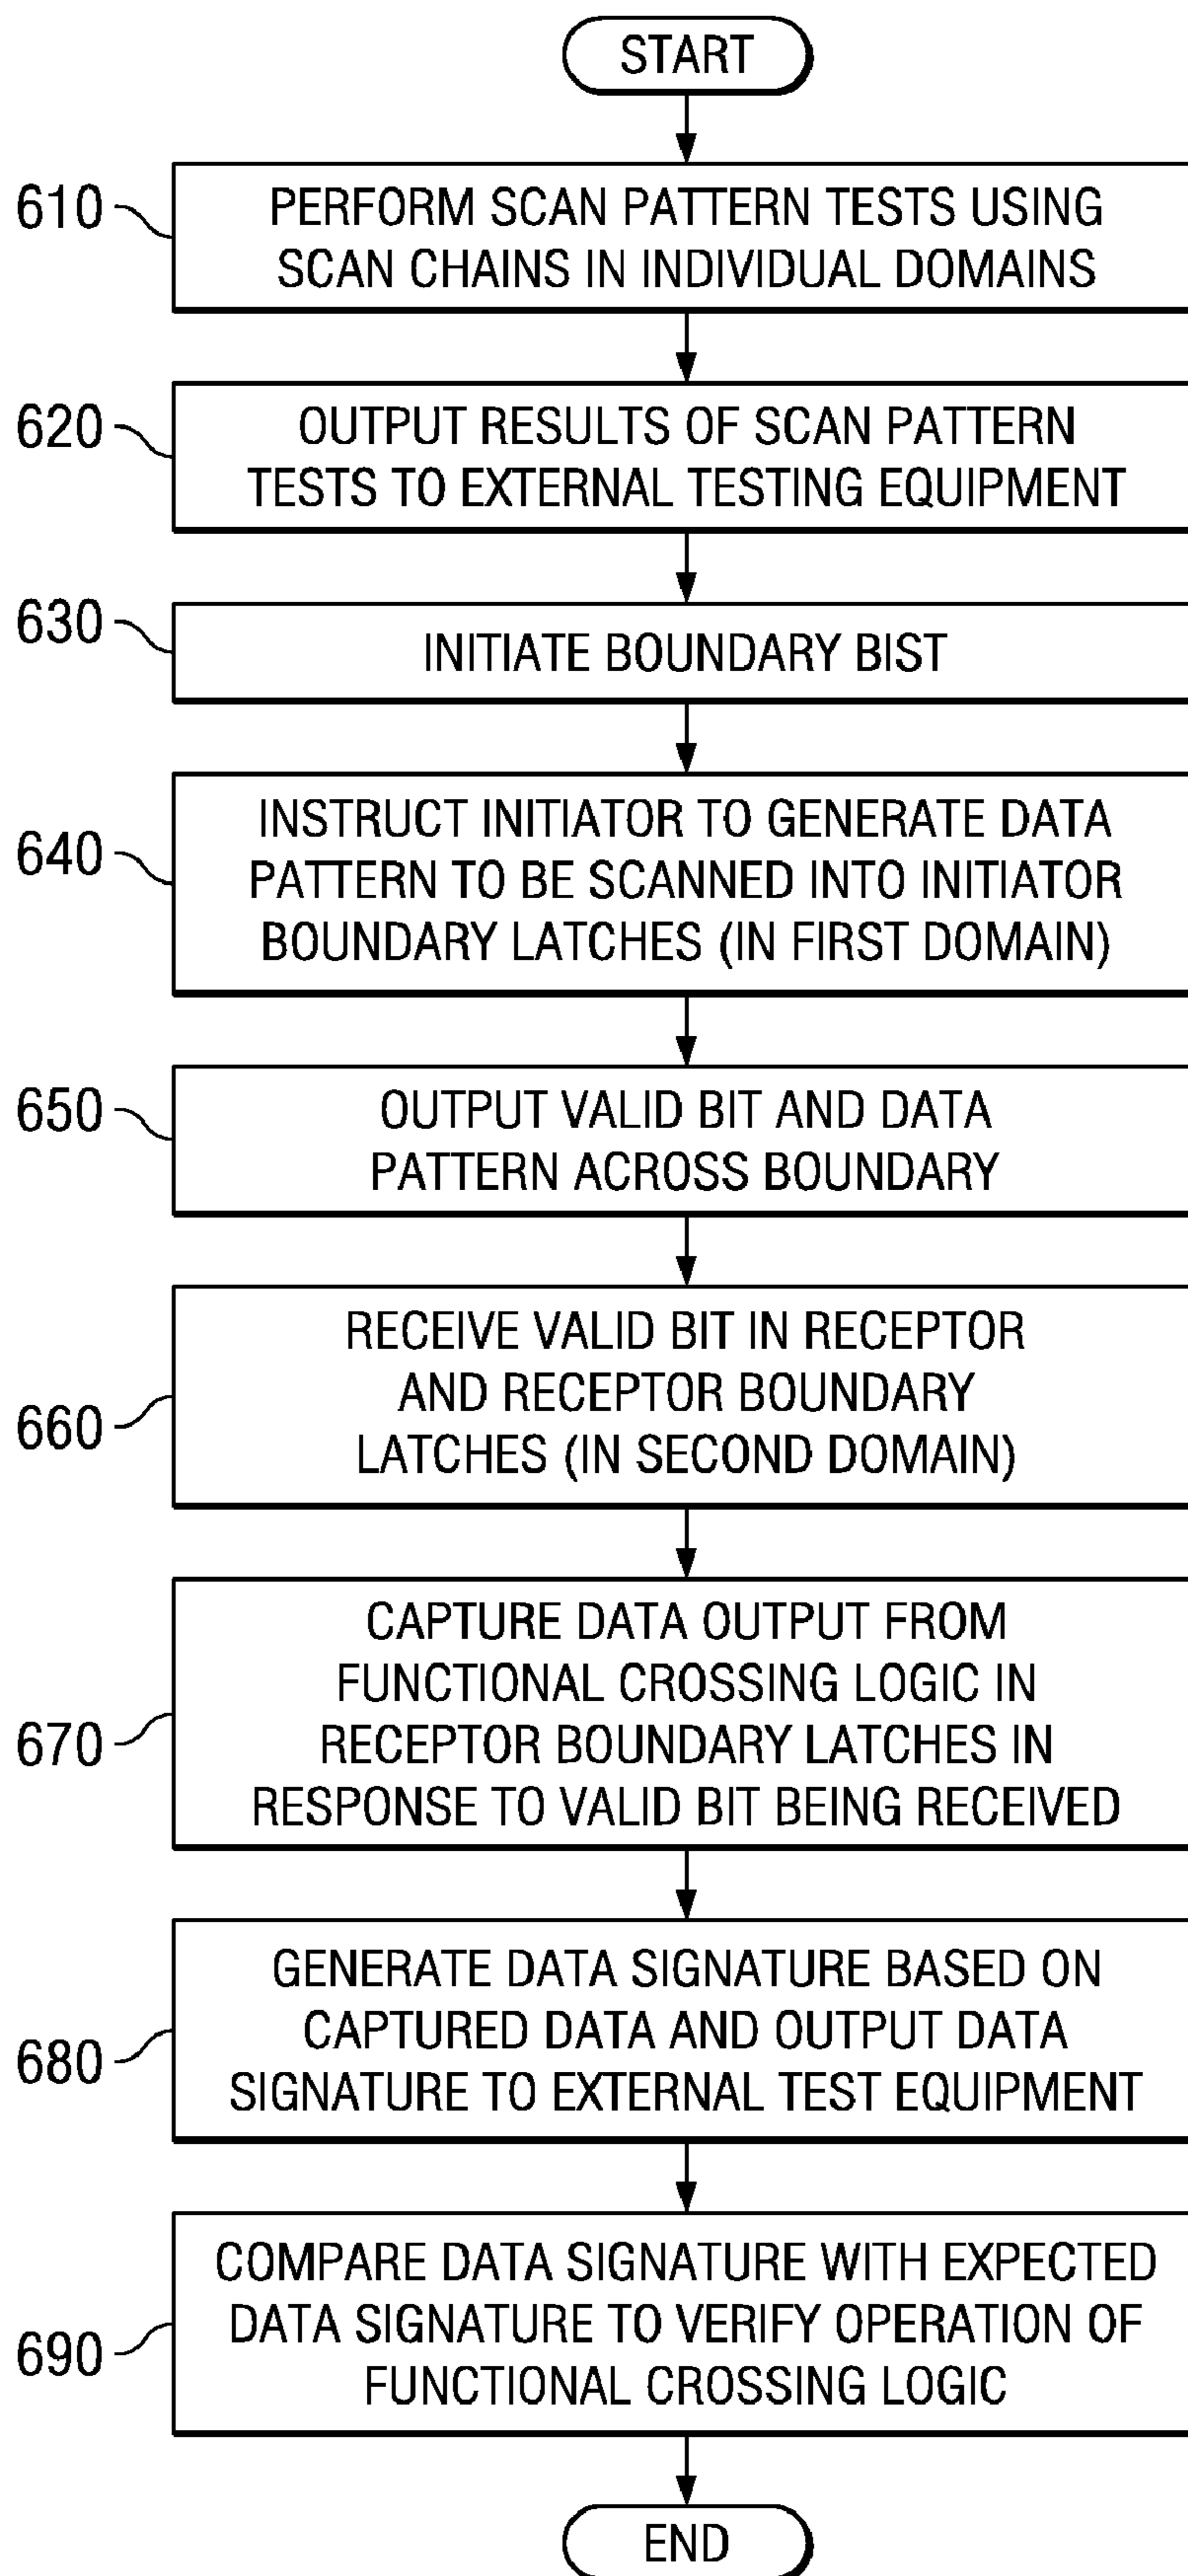 START
610
PERFORM SCAN PATTERN TESTS USING
SCAN CHAINS IN INDIVIDUAL DOMAINS
620
OUTPUT RESULTS OF SCAN PATTERN
TESTS TO EXTERNAL TESTING EQUIPMENT
630
INITIATE BOUNDARY BIST
640
INSTRUCT INITIATOR TO GENERATE DATA
PATTERN TO BE SCANNED INTO INITIATOR
BOUNDARY LATCHES (IN FIRST DOMAIN)
650
OUTPUT VALID BIT AND DATA
PATTERN ACROSS BOUNDARY
660
RECEIVE VALID BIT IN RECEPTOR
AND RECEPTOR BOUNDARY
LATCHES (IN SECOND DOMAIN)
670
CAPTURE DATA OUTPUT FROM
FUNCTIONAL CROSSING LOGIC IN
RECEPTOR BOUNDARY LATCHES IN
RESPONSE TO VALID BIT BEING RECEIVED
680
GENERATE DATA SIGNATURE BASED ON
CAPTURED DATA AND OUTPUT DATA
SIGNATURE TO EXTERNAL TEST EQUIPMENT
690
COMPARE DATA SIGNATURE WITH EXPECTED
DATA SIGNATURE TO VERIFY OPERATION OF
FUNCTIONAL CROSSING LOGIC
END